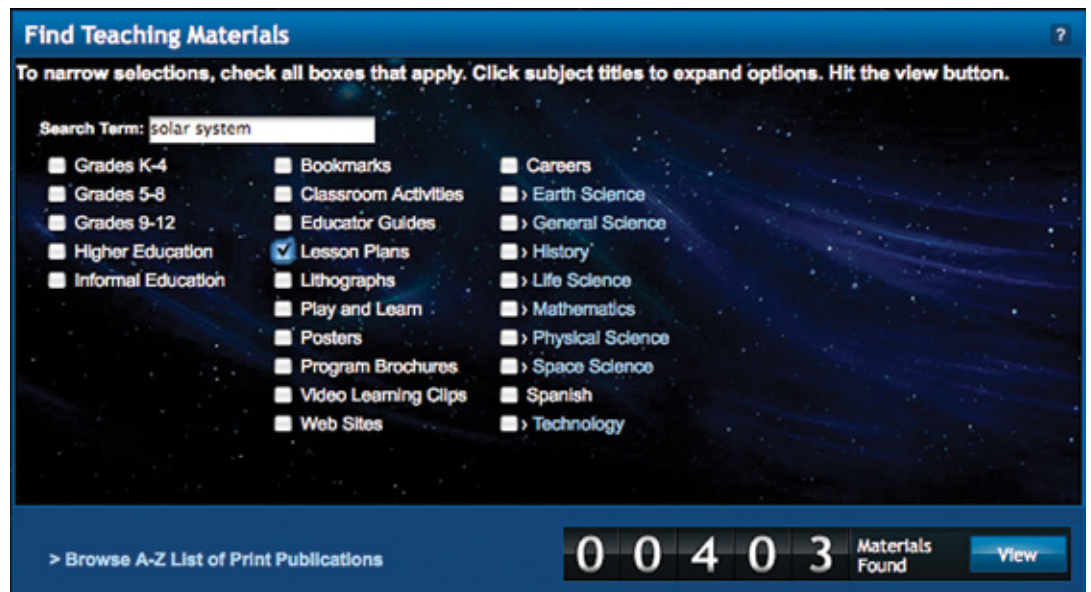 Find Teaching Materials
?
To narrow selections, check all boxes that apply. Click subject titles to expand options. Hit the view button.
Search Term: solar system
Grades K-4
Grades 5-8
Grades 9-12
Higher Education
Informal Education
Bookmarks
Classroom Activities
Educator Guides
Lesson Plans
Lithographs
Play and Learn
Posters
Program Brochures
Video Learning Clips
Web Sites
Careers
› Earth Science
› General Science
› History
› Life Science
› Mathematics
› Physical Science
› Space Science
Spanish
› Technology
> Browse A-Z List of Print Publications
0 0 4 0 3
Materials
Found
View